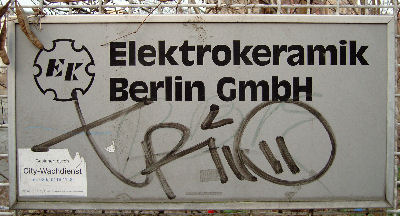 EK
Elektrokeramik
Berlin GmbH
City-Wachdienst